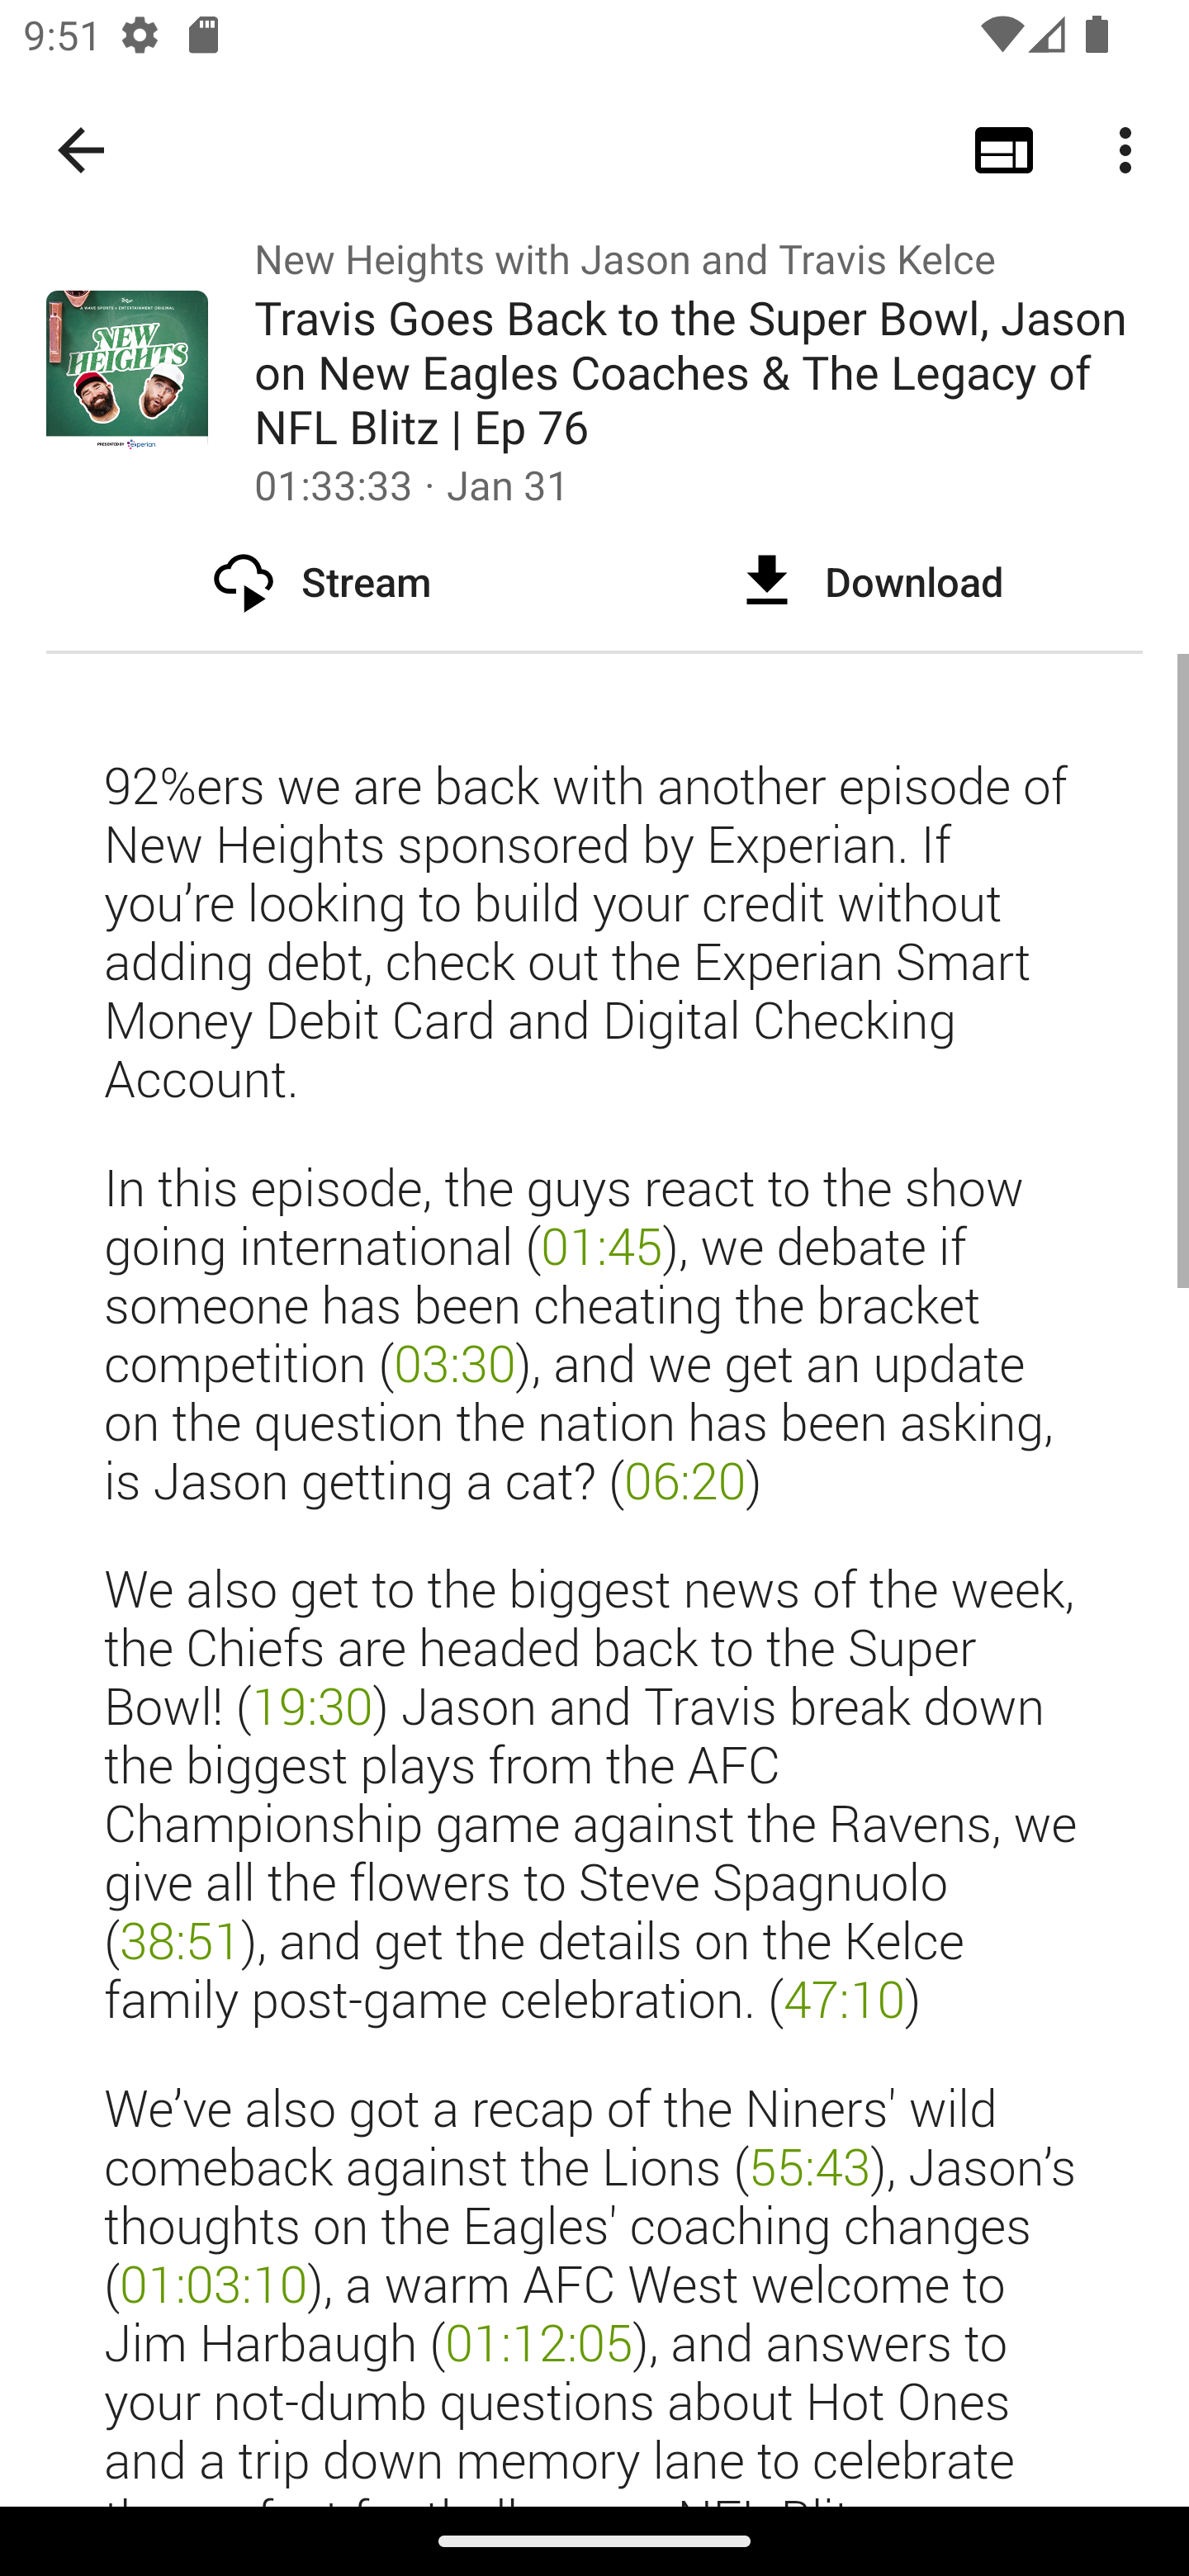 9:51
New Heights with Jason and Travis Kelce
A WAVE SPORTS + ENTERTAINMENT ORIGINAL
NEW
HEIGHTS
PRESENTED BY experian
Travis Goes Back to the Super Bowl, Jason
on New Eagles Coaches & The Legacy of
NFL Blitz | Ep 76
01:33:33 · Jan 31
Stream
Download
92%ers we are back with another episode of
New Heights sponsored by Experian. If
you’re looking to build your credit without
adding debt, check out the Experian Smart
Money Debit Card and Digital Checking
Account.
In this episode, the guys react to the show
going international (01:45), we debate if
someone has been cheating the bracket
competition (03:30), and we get an update
on the question the nation has been asking,
is Jason getting a cat? (06:20)
We also get to the biggest news of the week,
the Chiefs are headed back to the Super
Bowl! (19:30) Jason and Travis break down
the biggest plays from the AFC
Championship game against the Ravens, we
give all the flowers to Steve Spagnuolo
(38:51), and get the details on the Kelce
family post-game celebration. (47:10)
We’ve also got a recap of the Niners' wild
comeback against the Lions (55:43), Jason’s
thoughts on the Eagles' coaching changes
(01:03:10), a warm AFC West welcome to
Jim Harbaugh (01:12:05), and answers to
your not-dumb questions about Hot Ones
and a trip down memory lane to celebrate